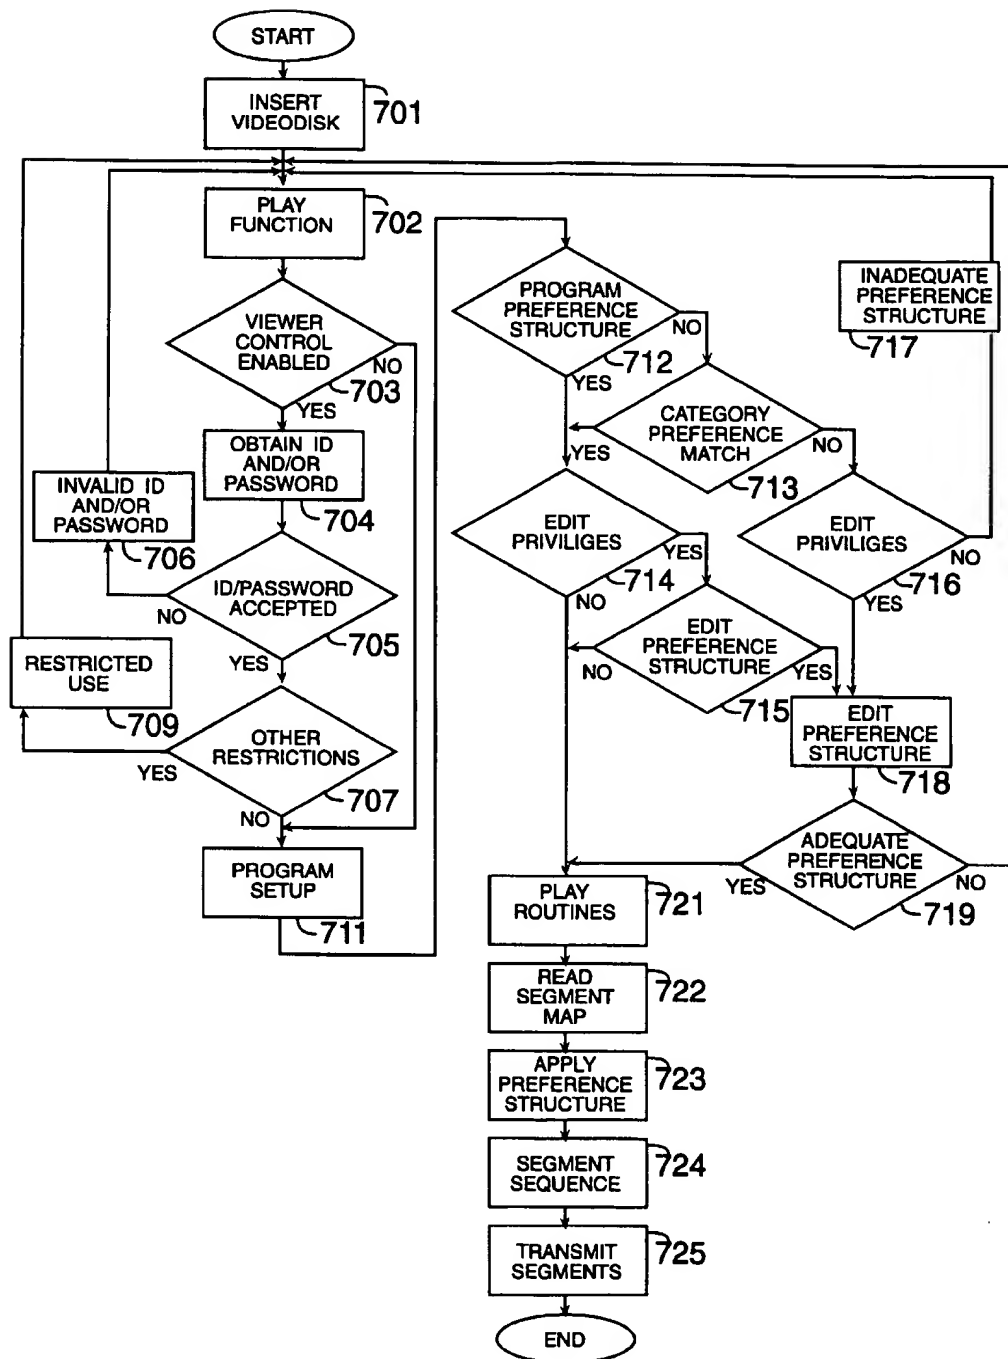 START
INSERT
VIDEODISK
701
PLAY
FUNCTION
702
VIEWER
CONTROL
ENABLED
NO
703
YES
OBTAIN ID
AND/OR
PASSWORD
704
INVALID ID
AND/OR
PASSWORD
706
ID/PASSWORD
ACCEPTED
NO
705
YES
RESTRICTED
USE
709
OTHER
RESTRICTIONS
YES
707
NO
PROGRAM
SETUP
711
PROGRAM
PREFERENCE
STRUCTURE
NO
712
YES
CATEGORY
PREFERENCE
MATCH
YES
NO
713
INADEQUATE
PREFERENCE
STRUCTURE
717
EDIT
PRIVILIGES
YES
714
NO
EDIT
PRIVILIGES
NO
716
YES
EDIT
PREFERENCE
STRUCTURE
NO
YES
715
EDIT
PREFERENCE
STRUCTURE
718
ADEQUATE
PREFERENCE
STRUCTURE
YES
NO
719
PLAY
ROUTINES
721
READ
SEGMENT
MAP
722
APPLY
PREFERENCE
STRUCTURE
723
SEGMENT
SEQUENCE
724
TRANSMIT
SEGMENTS
725
END